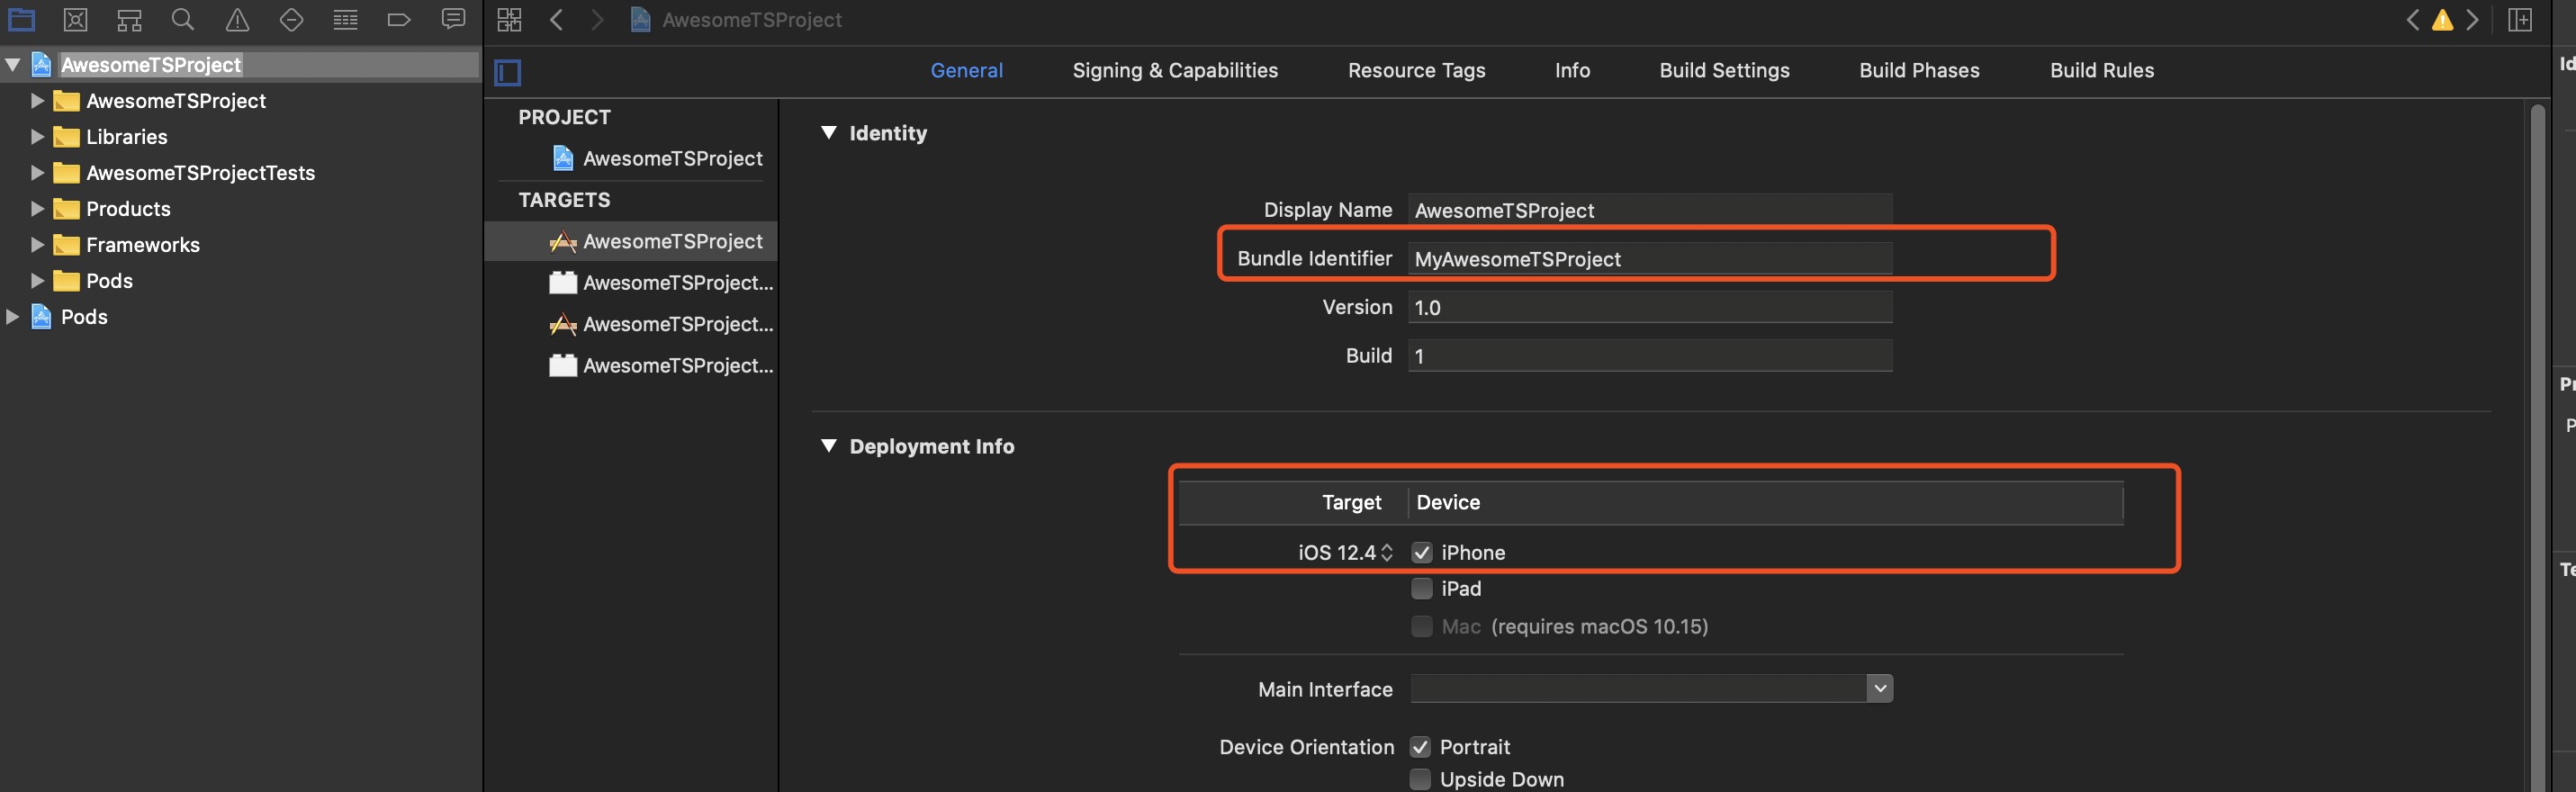 AwesomeTSProject
AwesomeTSProject
AwesomeTSProject
Libraries
AwesomeTSProjectTests
Products
Frameworks
Pods
Pods
General
Signing & Capabilities
Resource Tags
Info
Build Settings
Build Phases
Build Rules
PROJECT
AwesomeTSProject
TARGETS
AwesomeTSProject
AwesomeTSProject...
AwesomeTSProject...
AwesomeTSProject...
Identity
Display Name AwesomeTSProject
Bundle Identifier MyAwesomeTSProject
Version 1.0
Build 1
Deployment Info
Target Device
iOS 12.4 iPhone
iPad
Mac (requires macOS 10.15)
Main Interface
Device Orientation Portrait
Upside Down